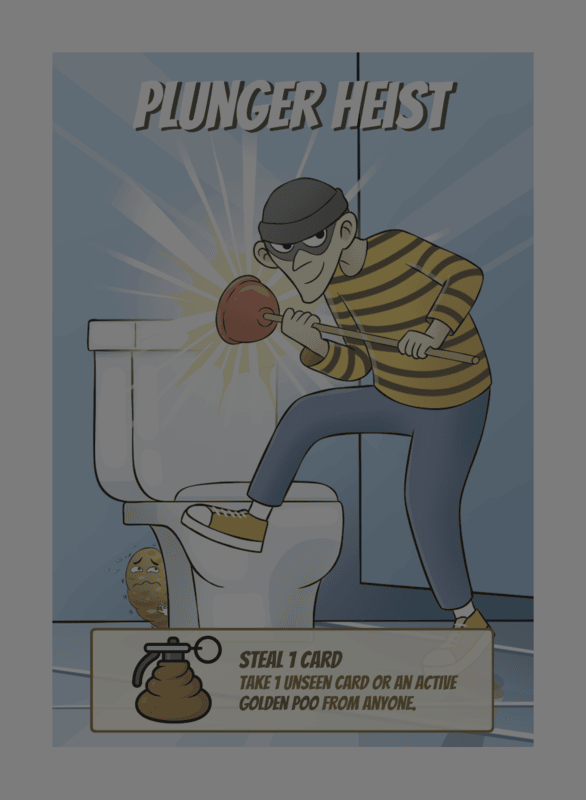 PLUNGER HEIST
STEAL 1 CARD
TAKE 1 UNSEEN CARD OR AN ACTIVE
GOLDEN POO FROM ANYONE.